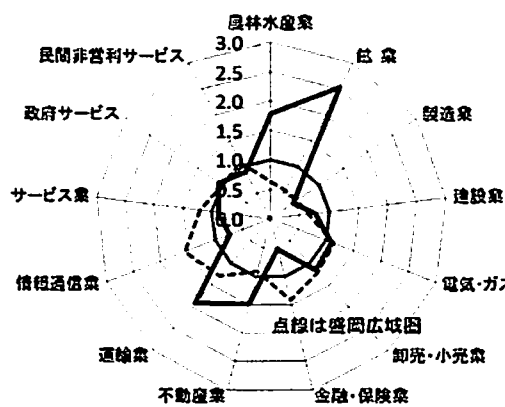 農林水産業
3.0
民間非営利サービス
鉱業
2.5
2.0
政府サービス
製造業
1.5
1.0
サービス業
建設業
0.5
0.0
情報通信業
電気・ガス
点線は盛岡広域圏
運輸業
卸売・小売業
不動産業
金融・保険業